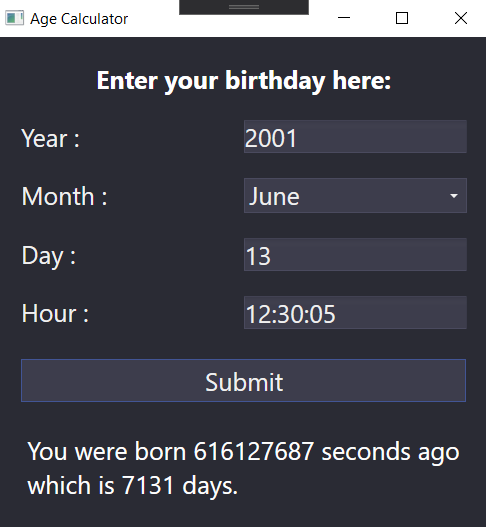 Age Calculator
Enter your birthday here:
Year : 2001
Month : June
Day : 13
Hour : 12:30:05
Submit
You were born 616127687 seconds ago
which is 7131 days.